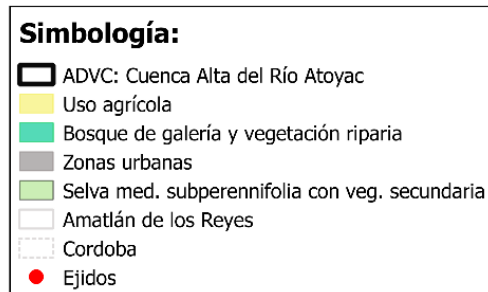 Simbología:
ADVC: Cuenca Alta del Río Atoyac
Uso agrícola
Bosque de galería y vegetación riparia
Zonas urbanas
Selva med. subperennifolia con veg. secundaria
Amatlán de los Reyes
Cordoba
Ejidos